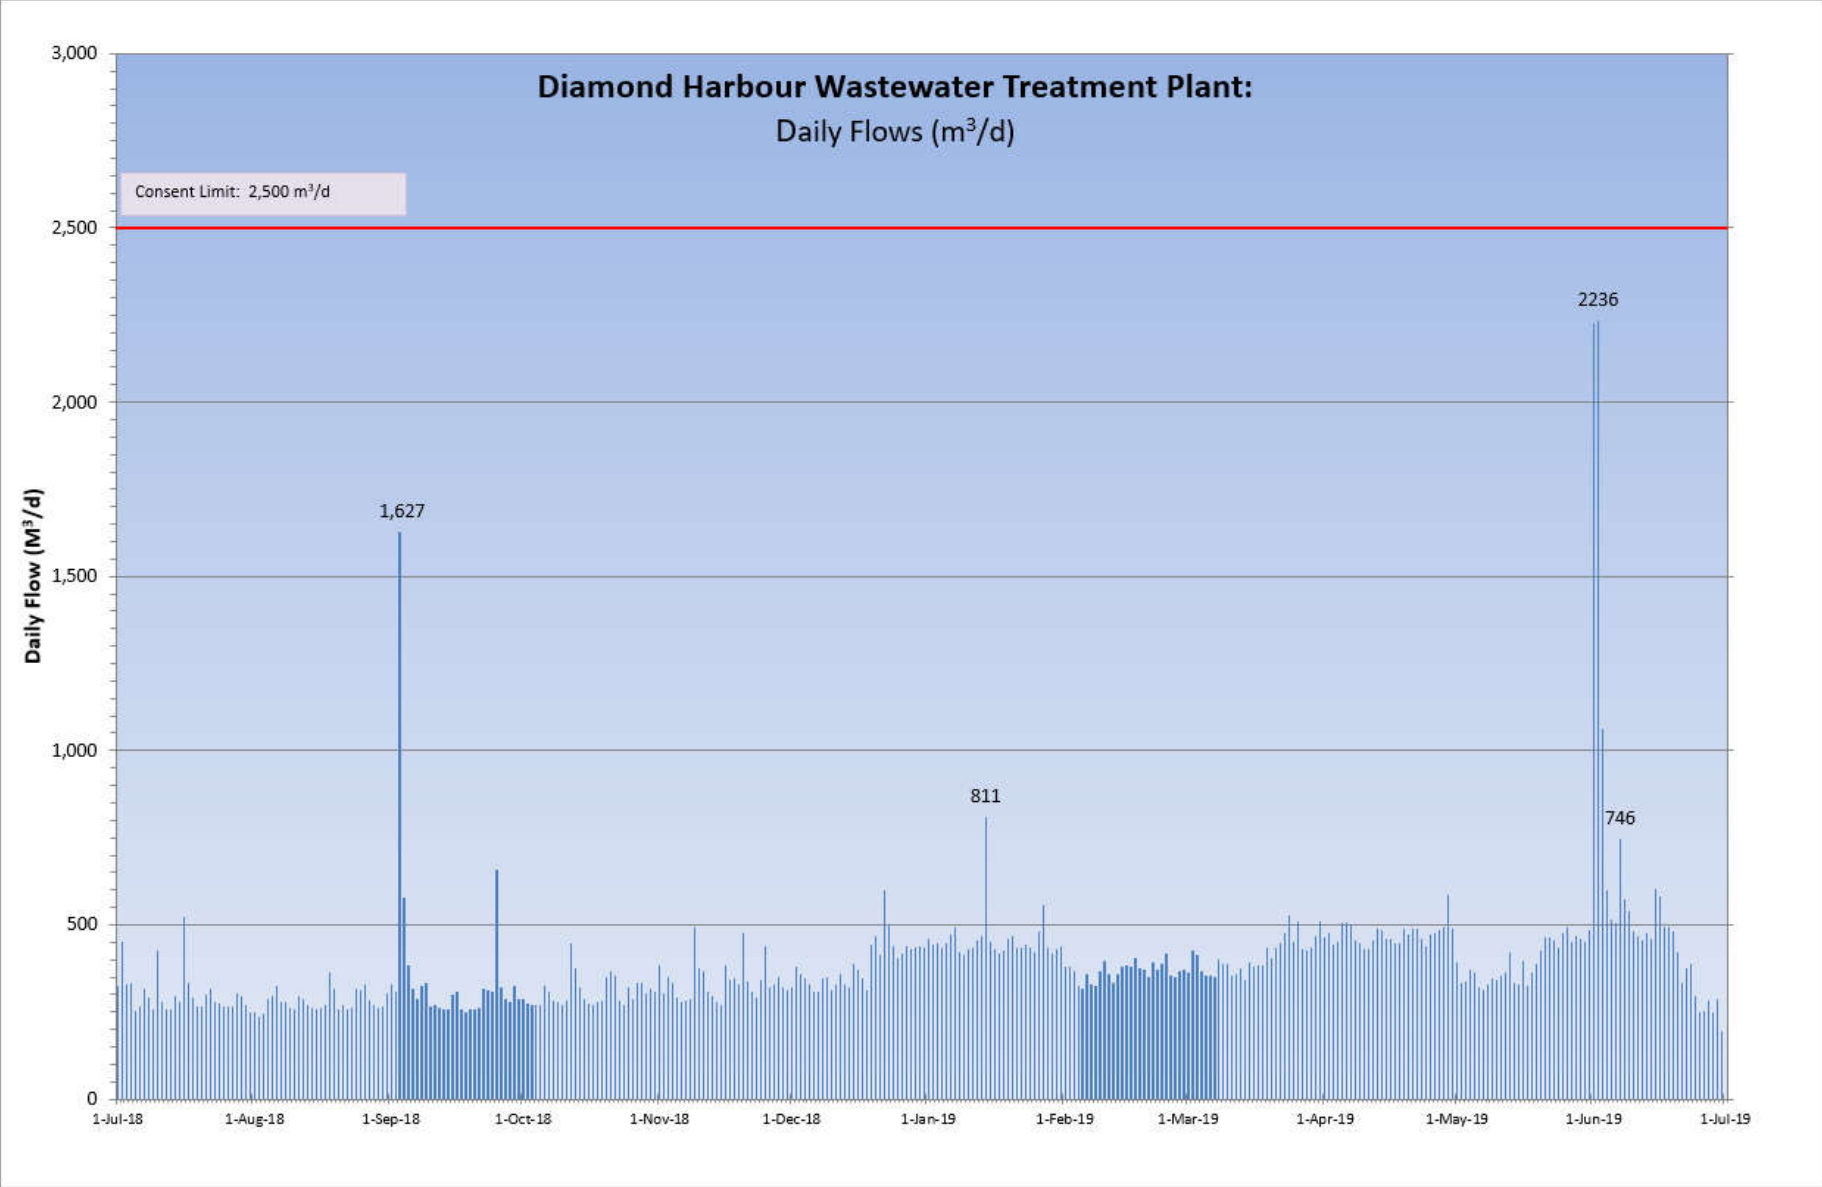 Diamond Harbour Wastewater Treatment Plant:
Daily Flows (m³/d)
Consent Limit: 2,500 m³/d
Daily Flow (M³/d)
3,000
2,500
2,000
1,500
1,000
500
0
2236
1,627
811
746
1-Jul-18
1-Aug-18
1-Sep-18
1-Oct-18
1-Nov-18
1-Dec-18
1-Jan-19
1-Feb-19
1-Mar-19
1-Apr-19
1-May-19
1-Jun-19
1-Jul-19